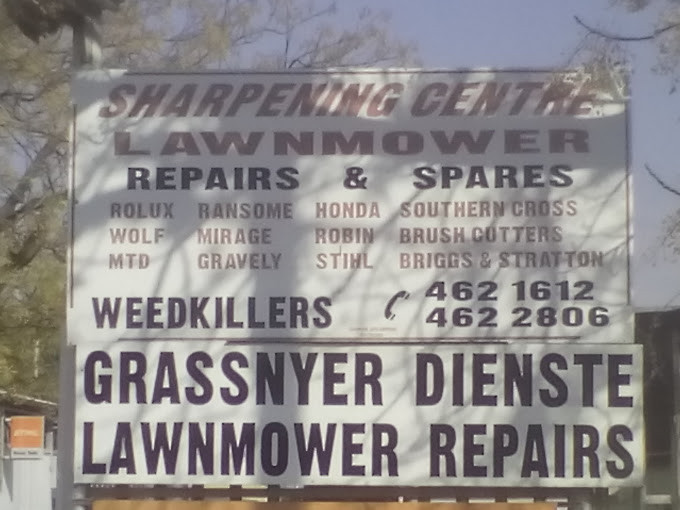 SHARPENING CENTRE
LAWNMOWER
REPAIRS & SPARES
ROLUX RANSOME HONDA SOUTHERN CROSS
WOLF MIRAGE ROBIN BRUSH CUTTERS
MTD GRAVELY STIHL BRIGGS & STRATTON
WEEDKILLERS 462 1612
462 2806
GRASSNYER DIENSTE
LAWNMOWER REPAIRS
STIHL